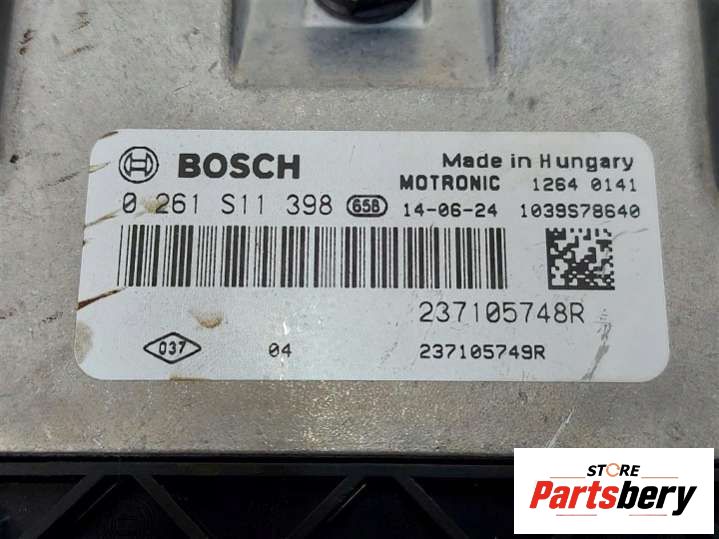 BOSCH Made in Hungary
MOTRONIC 1264 0141
0 261 S11 398 65B 14-06-24 1039S78640
237105748R
037 04 237105749R
STORE
Partsbery